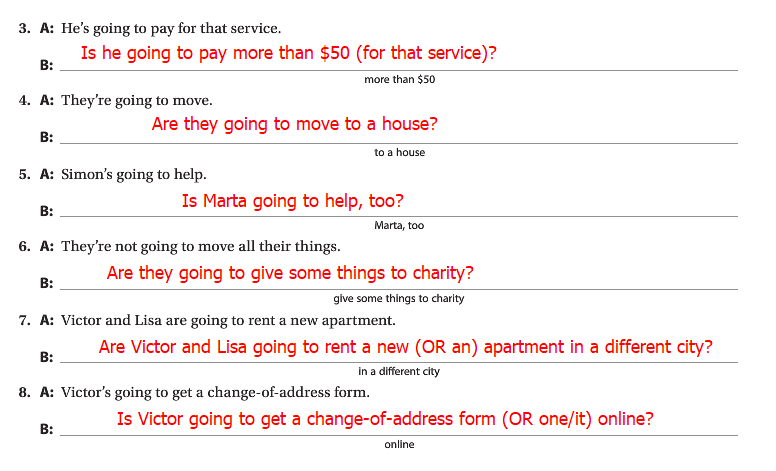 3. A: He's going to pay for that service.
Is he going to pay more than $50 (for that service)?
B:
more than $50
4. A: They're going to move.
Are they going to move to a house?
B:
to a house
5. A: Simon's going to help.
Is Marta going to help, too?
B:
Marta, too
6. A: They're not going to move all their things.
Are they going to give some things to charity?
B:
give some things to charity
7. A: Victor and Lisa are going to rent a new apartment.
Are Victor and Lisa going to rent a new (OR an) apartment in a different city?
B:
in a different city
8. A: Victor's going to get a change-of-address form.
Is Victor going to get a change-of-address form (OR one/it) online?
B:
online